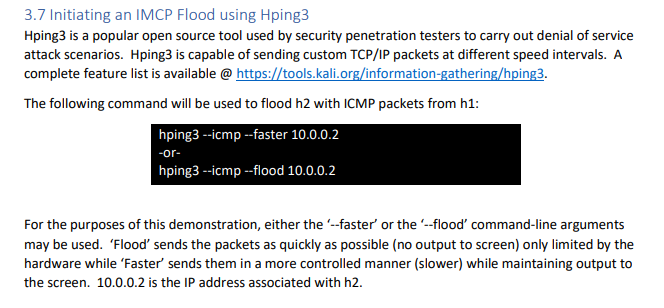 3.7 Initiating an IMCP Flood using Hping3
Hping3 is a popular open source tool used by security penetration testers to carry out denial of service
attack scenarios.  Hping3 is capable of sending custom TCP/IP packets at different speed intervals.  A
complete feature list is available @ https://tools.kali.org/information-gathering/hping3.
The following command will be used to flood h2 with ICMP packets from h1:
hping3 --icmp --faster 10.0.0.2
-or-
hping3 --icmp --flood 10.0.0.2
For the purposes of this demonstration, either the ‘--faster’ or the ‘--flood’ command-line arguments
may be used.  ‘Flood’ sends the packets as quickly as possible (no output to screen) only limited by the
hardware while ‘Faster’ sends them in a more controlled manner (slower) while maintaining output to
the screen.  10.0.0.2 is the IP address associated with h2.